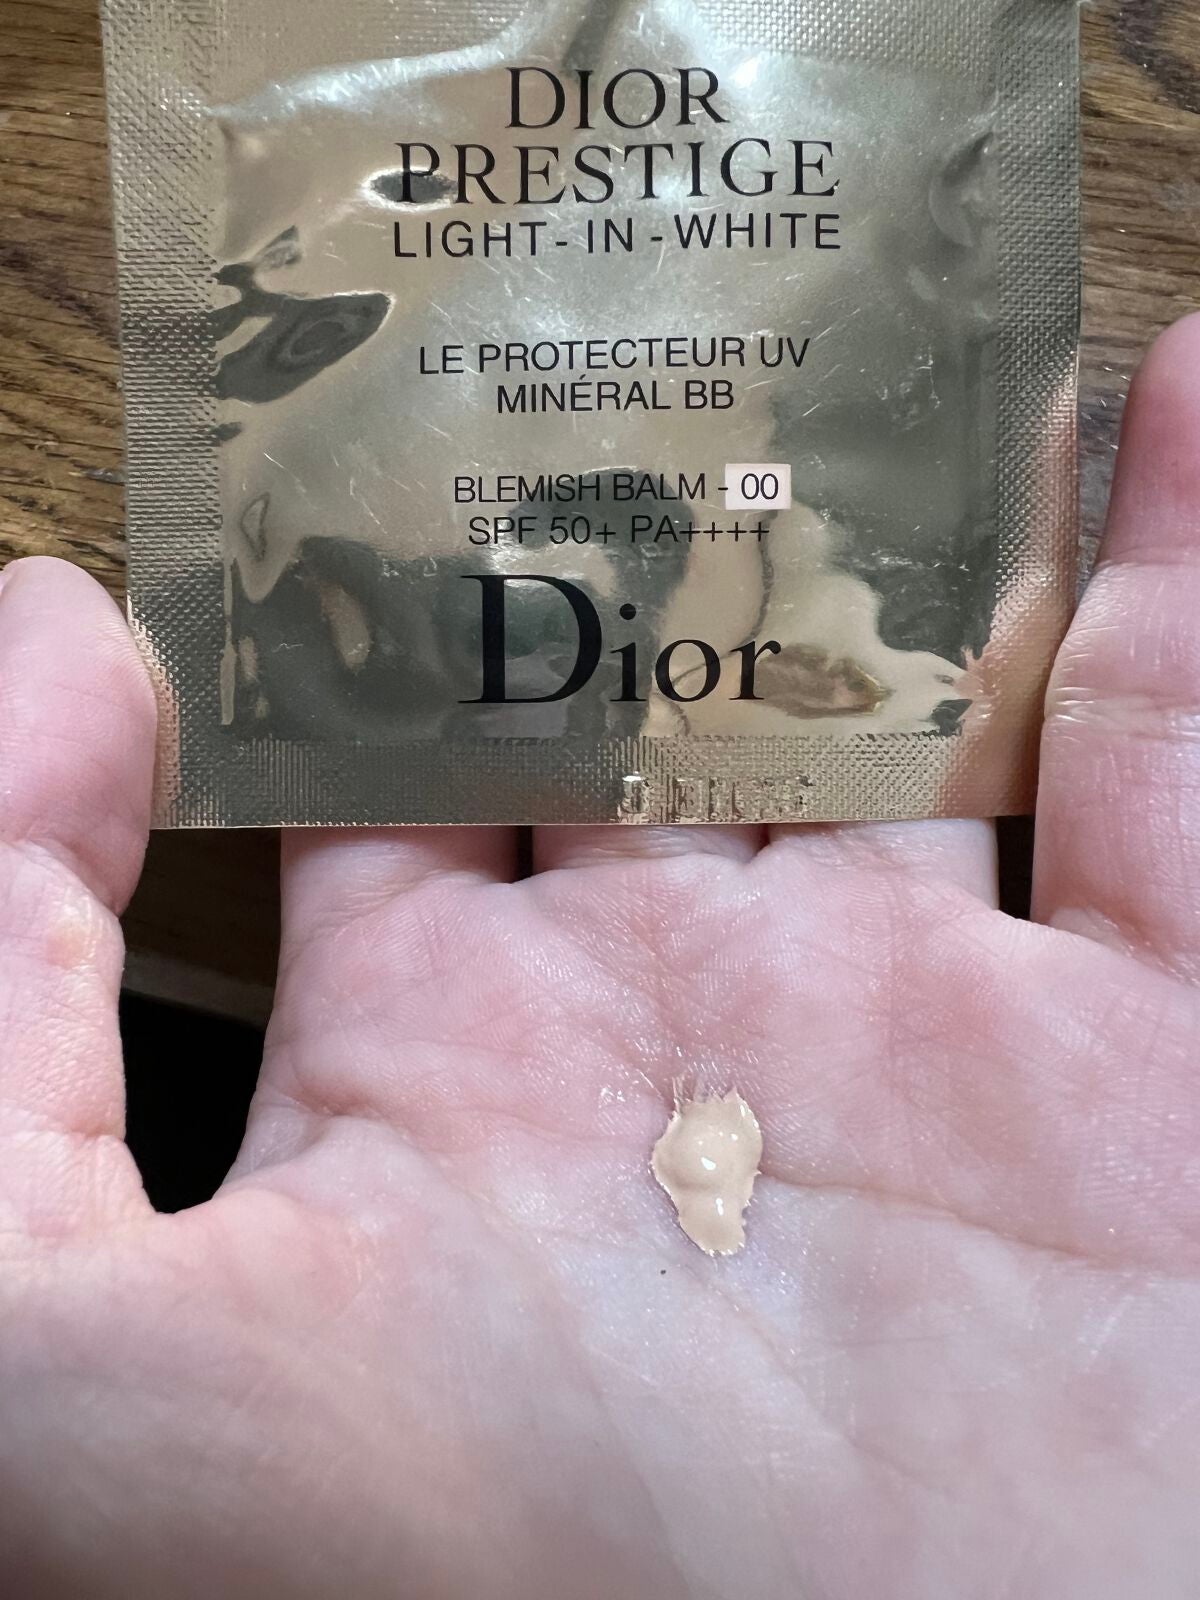 DIOR
PRESTIGE
LIGHT-IN-WHITE
LE PROTECTEUR UV
MINÉRAL BB
BLEMISH BALM - 00
SPF 50+ PA++++
Dior